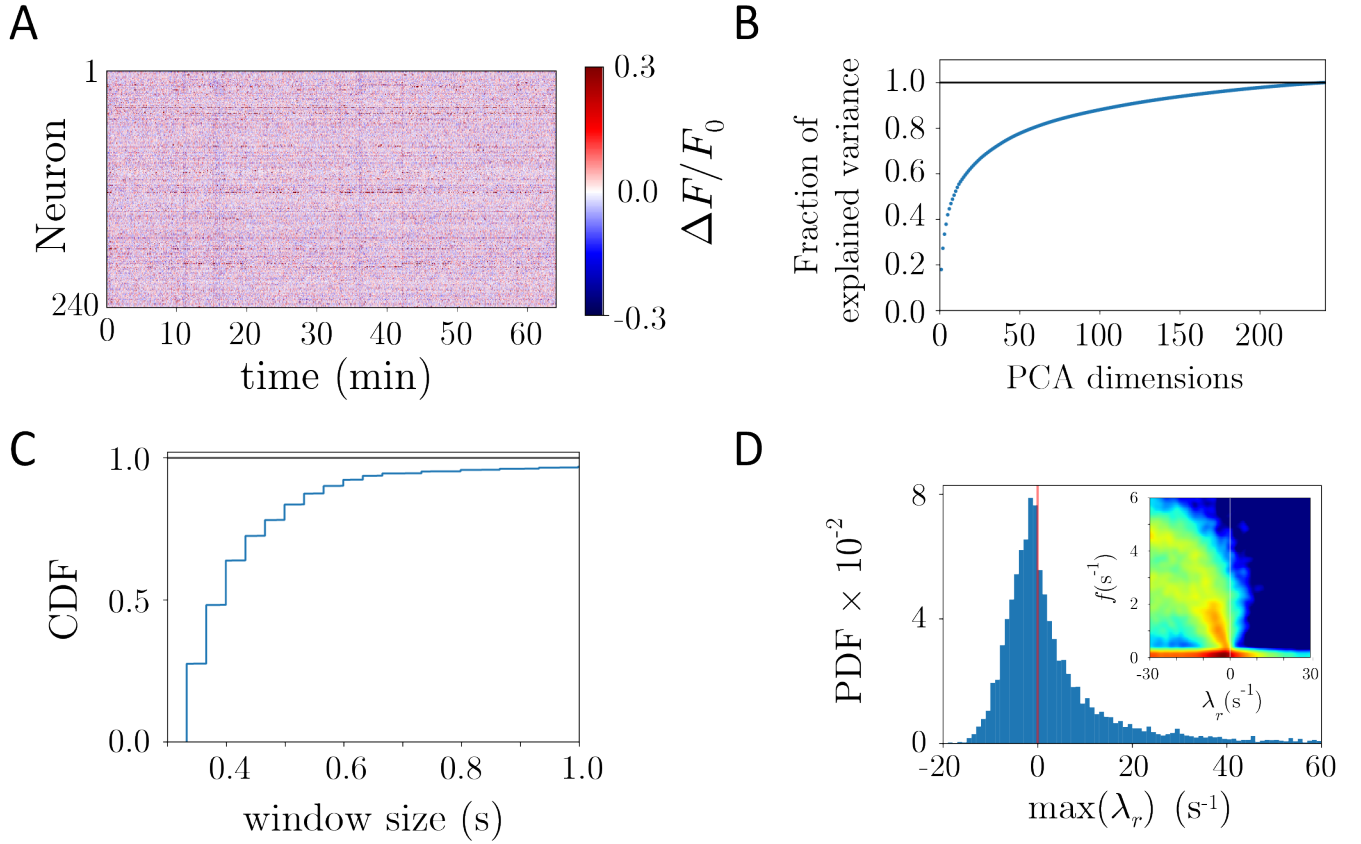 A
Neuron
1
240
0 10 20 30 40 50 60
time (min)
0.3
0.0
-0.3
ΔF/F₀
B
Fraction of
explained variance
1.0
0.8
0.6
0.4
0.2
0.0
0 50 100 150 200
PCA dimensions
C
CDF
1.0
0.5
0.0
0.4 0.6 0.8 1.0
window size (s)
D
PDF × 10⁻²
8
4
0
-20 0 20 40 60
max(λᵣ) (s⁻¹)
f(s⁻¹)
6
4
2
0
-30 0 30
λᵣ(s⁻¹)